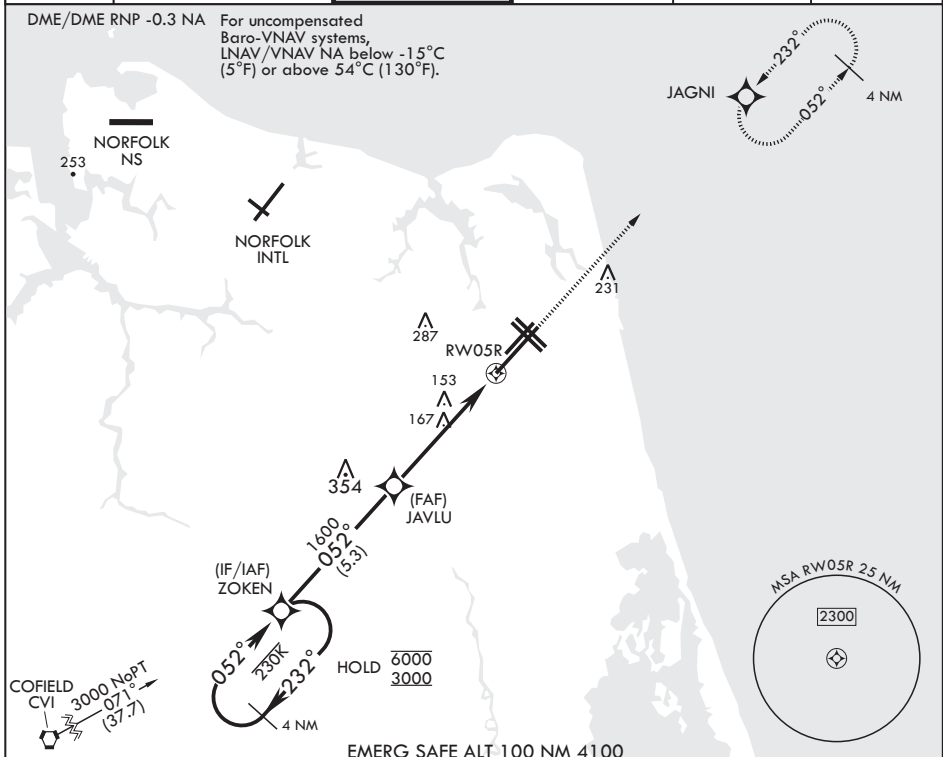 DME/DME RNP -0.3 NA
For uncompensated
Baro-VNAV systems,
LNAV/VNAV NA below -15°C
(5°F) or above 54°C (130°F).
JAGNI
232°
052°
4 NM
NORFOLK
NS
253
NORFOLK
INTL
231
287
RW05R
153
167
354
(FAF)
JAVLU
1600
052°
(5.3)
(IF/IAF)
ZOKEN
MSA RW05R 25 NM
2300
052°
230K
232°
HOLD
6000
3000
4 NM
COFIELD
CVI
3000 NoPT
071°
(37.7)
EMERG SAFE ALT 100 NM 4100